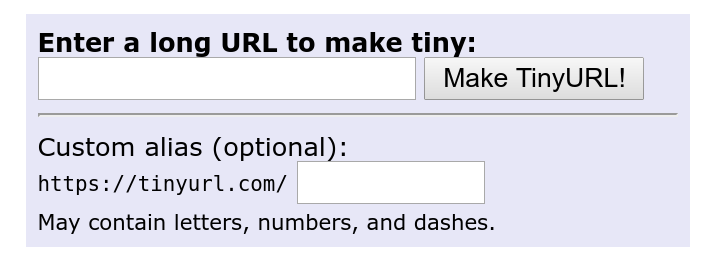 Enter a long URL to make tiny:
Make TinyURL!
Custom alias (optional):
https://tinyurl.com/
May contain letters, numbers, and dashes.